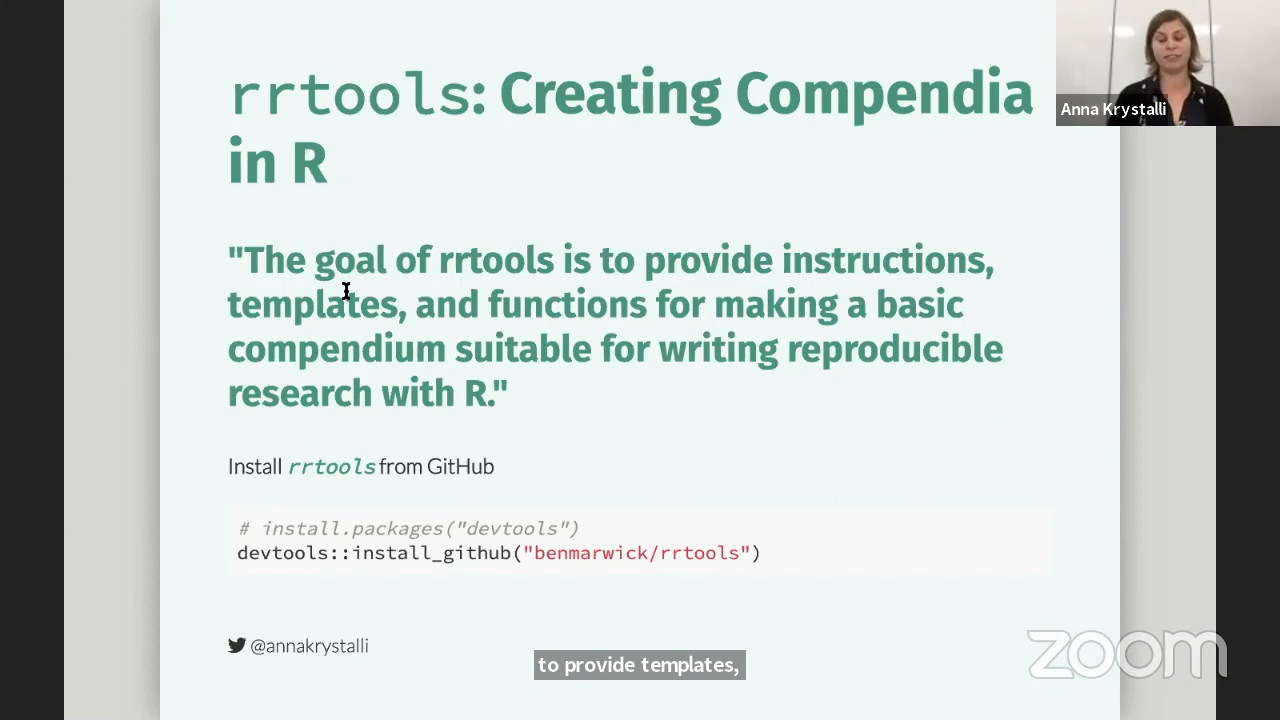 rrtools: Creating Compendia
in R
Anna Krystalli
"The goal of rrtools is to provide instructions,
templates, and functions for making a basic
compendium suitable for writing reproducible
research with R."
Install rrtools from GitHub
# install.packages("devtools")
devtools::install_github("benmarwick/rrtools")
@annakrystalli
to provide templates,
zoom